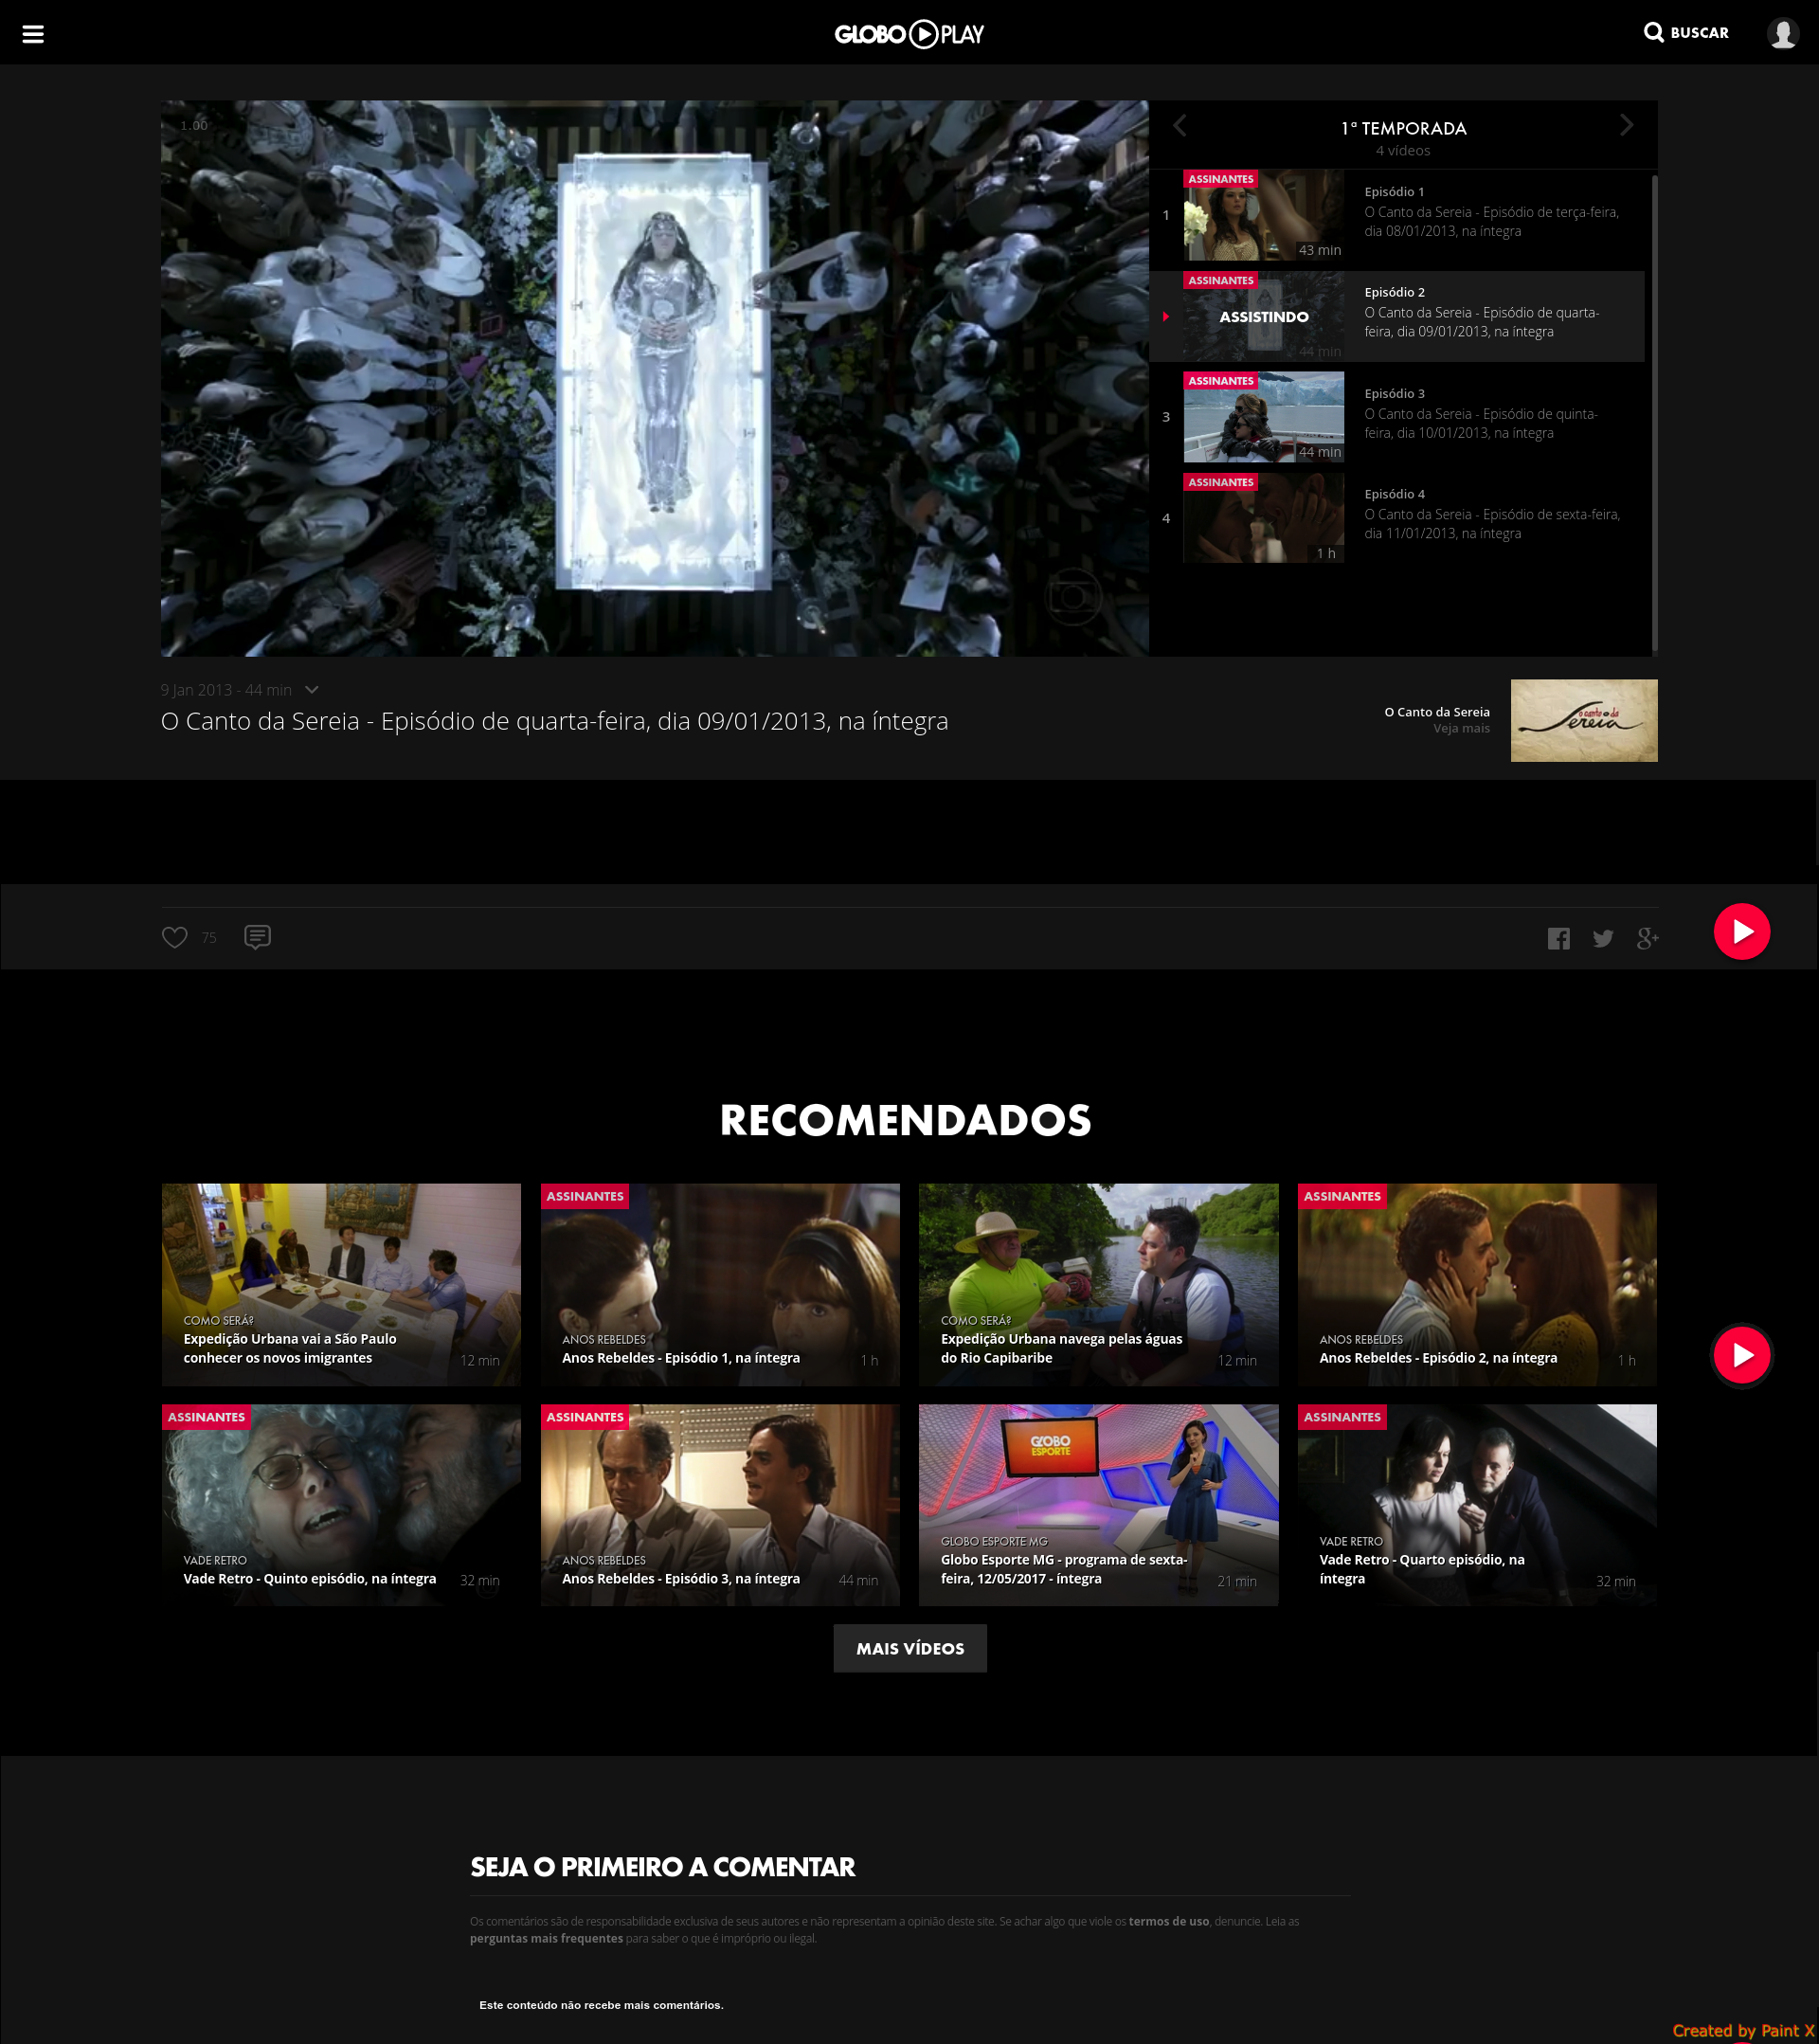 GLOBO PLAY
BUSCAR
1.00
1ª TEMPORADA
4 vídeos
ASSINANTES
1
43 min
Episódio 1
O Canto da Sereia - Episódio de terça-feira,
dia 08/01/2013, na íntegra
ASSINANTES
ASSISTINDO
44 min
Episódio 2
O Canto da Sereia - Episódio de quarta-
feira, dia 09/01/2013, na íntegra
ASSINANTES
3
44 min
Episódio 3
O Canto da Sereia - Episódio de quinta-
feira, dia 10/01/2013, na íntegra
ASSINANTES
4
1 h
Episódio 4
O Canto da Sereia - Episódio de sexta-feira,
dia 11/01/2013, na íntegra
9 Jan 2013 - 44 min
O Canto da Sereia - Episódio de quarta-feira, dia 09/01/2013, na íntegra
O Canto da Sereia
Veja mais
o canto da
Sereia
75
RECOMENDADOS
COMO SERÁ?
Expedição Urbana vai a São Paulo
conhecer os novos imigrantes
12 min
ASSINANTES
ANOS REBELDES
Anos Rebeldes - Episódio 1, na íntegra
1 h
COMO SERÁ?
Expedição Urbana navega pelas águas
do Rio Capibaribe
12 min
ASSINANTES
ANOS REBELDES
Anos Rebeldes - Episódio 2, na íntegra
1 h
ASSINANTES
VADE RETRO
Vade Retro - Quinto episódio, na íntegra
32 min
ASSINANTES
ANOS REBELDES
Anos Rebeldes - Episódio 3, na íntegra
44 min
GLOBO
ESPORTE
GLOBO ESPORTE MG
Globo Esporte MG - programa de sexta-
feira, 12/05/2017 - íntegra
21 min
ASSINANTES
VADE RETRO
Vade Retro - Quarto episódio, na
íntegra
32 min
MAIS VÍDEOS
SEJA O PRIMEIRO A COMENTAR
Os comentários são de responsabilidade exclusiva de seus autores e não representam a opinião deste site. Se achar algo que viole os termos de uso, denuncie. Leia as
perguntas mais frequentes para saber o que é impróprio ou ilegal.
Este conteúdo não recebe mais comentários.
Created by Paint X